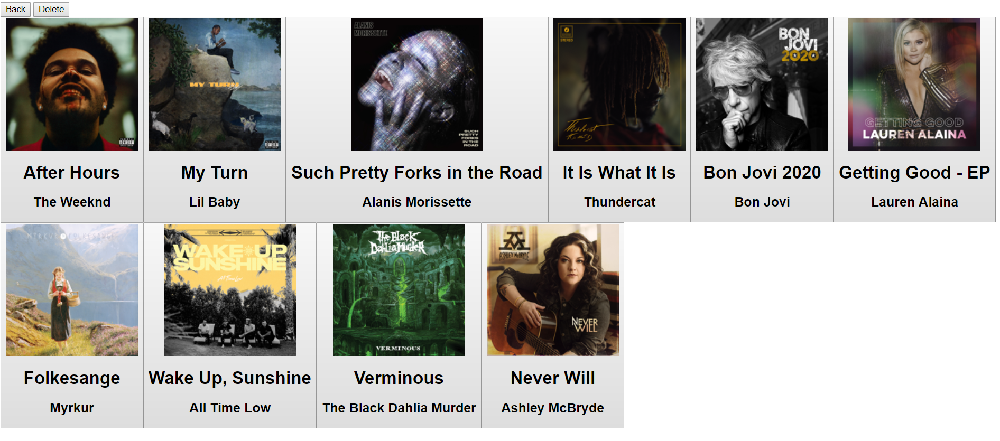 Back Delete
ALANIS
MORISSETTE
SUCH
PRETTY
FORKS
IN THE
ROAD
MY TURN
STEREO
Thundercat
BON
JOVI
2020
GETTING GOOD
LAUREN ALAINA
After Hours
The Weeknd
My Turn
Lil Baby
Such Pretty Forks in the Road
Alanis Morissette
It Is What It Is
Thundercat
Bon Jovi 2020
Bon Jovi
Getting Good - EP
Lauren Alaina
MYRKUR FOLKESANGE
WAKE UP
SUNSHINE
All Time Low
The Black
Dahlia Murder
VERMINOUS
ASHLEY McBRYDE
NEVER
WILL
Folkesange
Myrkur
Wake Up, Sunshine
All Time Low
Verminous
The Black Dahlia Murder
Never Will
Ashley McBryde